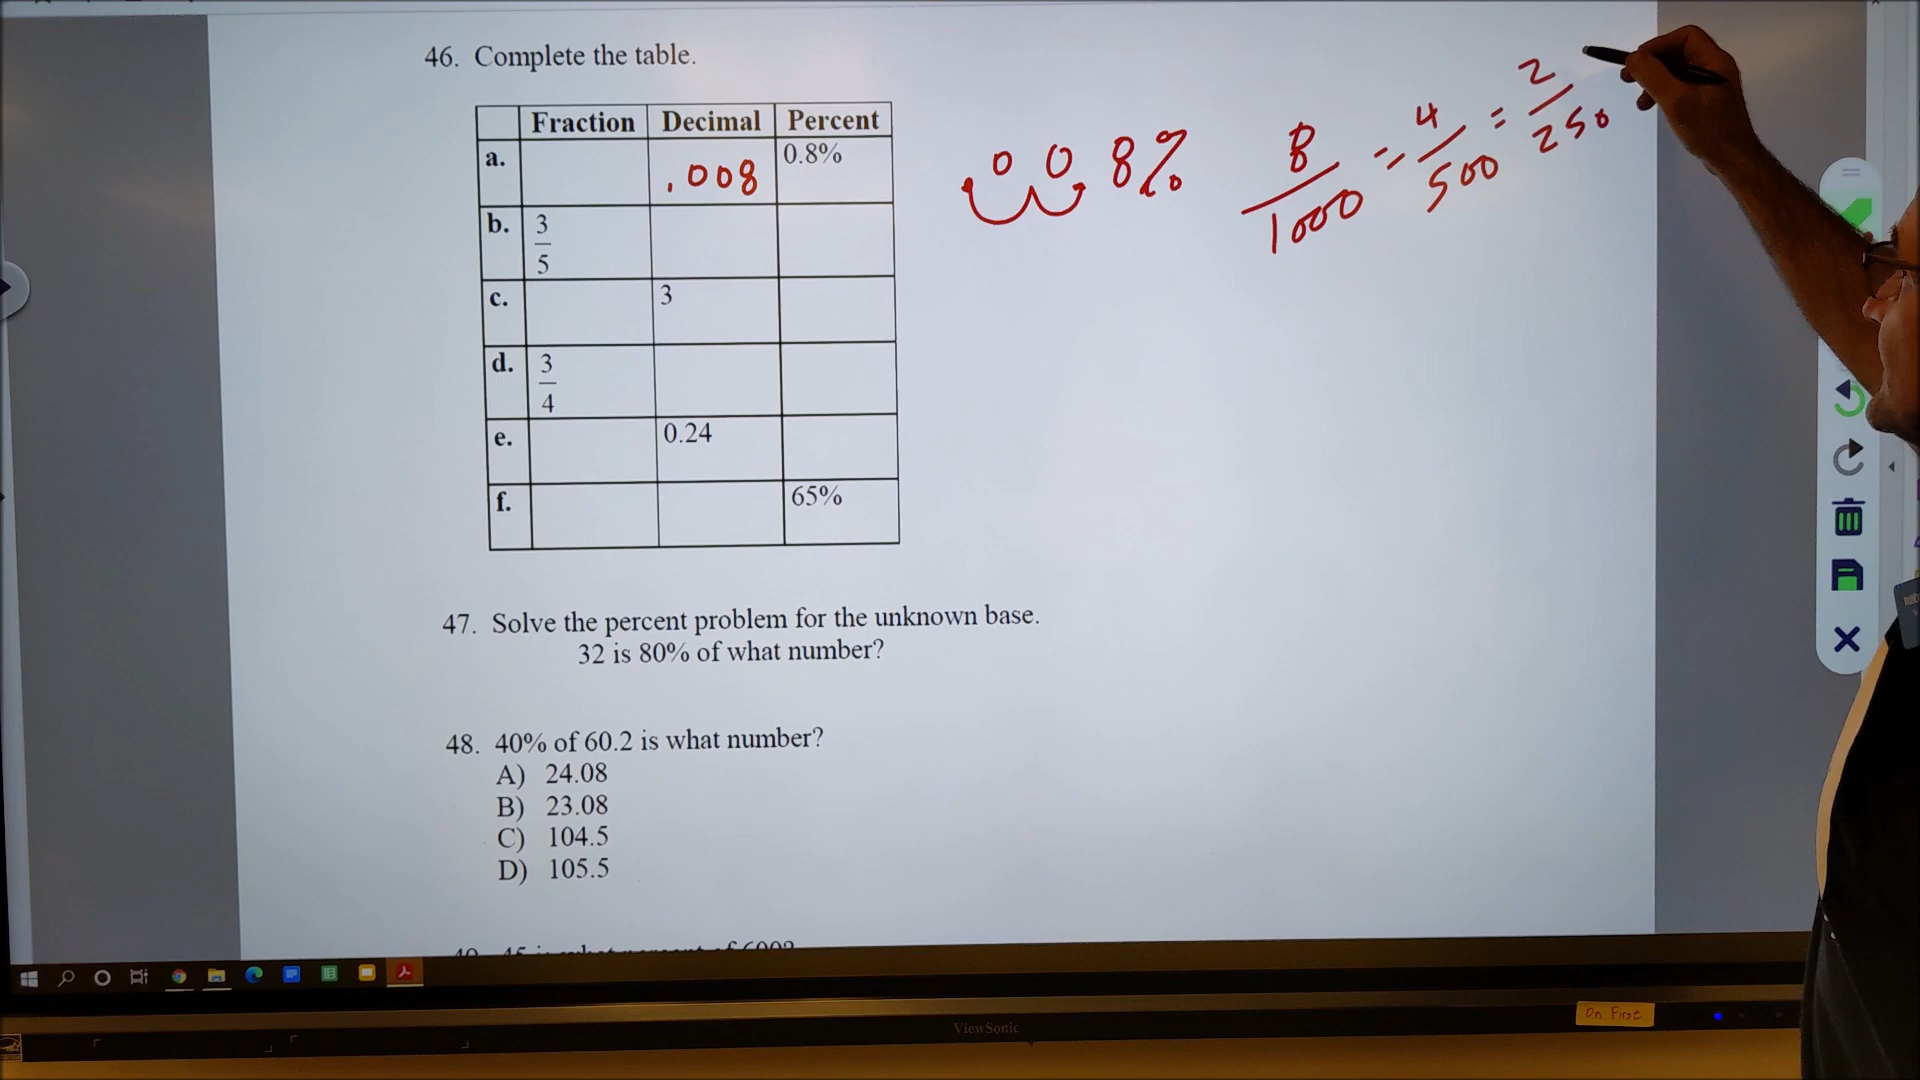 46. Complete the table.
Fraction Decimal Percent
a. .008 0.8%
b. 3/5
c. 3
d. 3/4
e. 0.24
f. 65%
0 0 8%
8/1000 = 4/500 = 2/250
47. Solve the percent problem for the unknown base.
32 is 80% of what number?
48. 40% of 60.2 is what number?
A) 24.08
B) 23.08
C) 104.5
D) 105.5
ViewSonic
On First